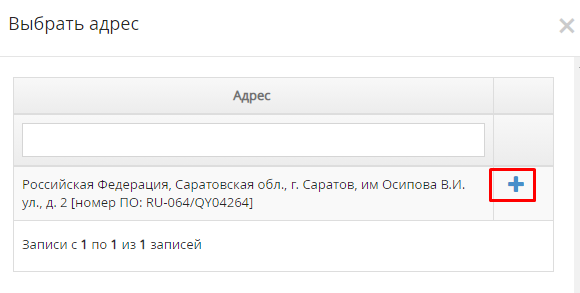 Выбрать адрес
Адрес
Российская Федерация, Саратовская обл., г. Саратов, им Осипова В.И.
ул., д. 2 [номер ПО: RU-064/QY04264]
Записи с 1 по 1 из 1 записей